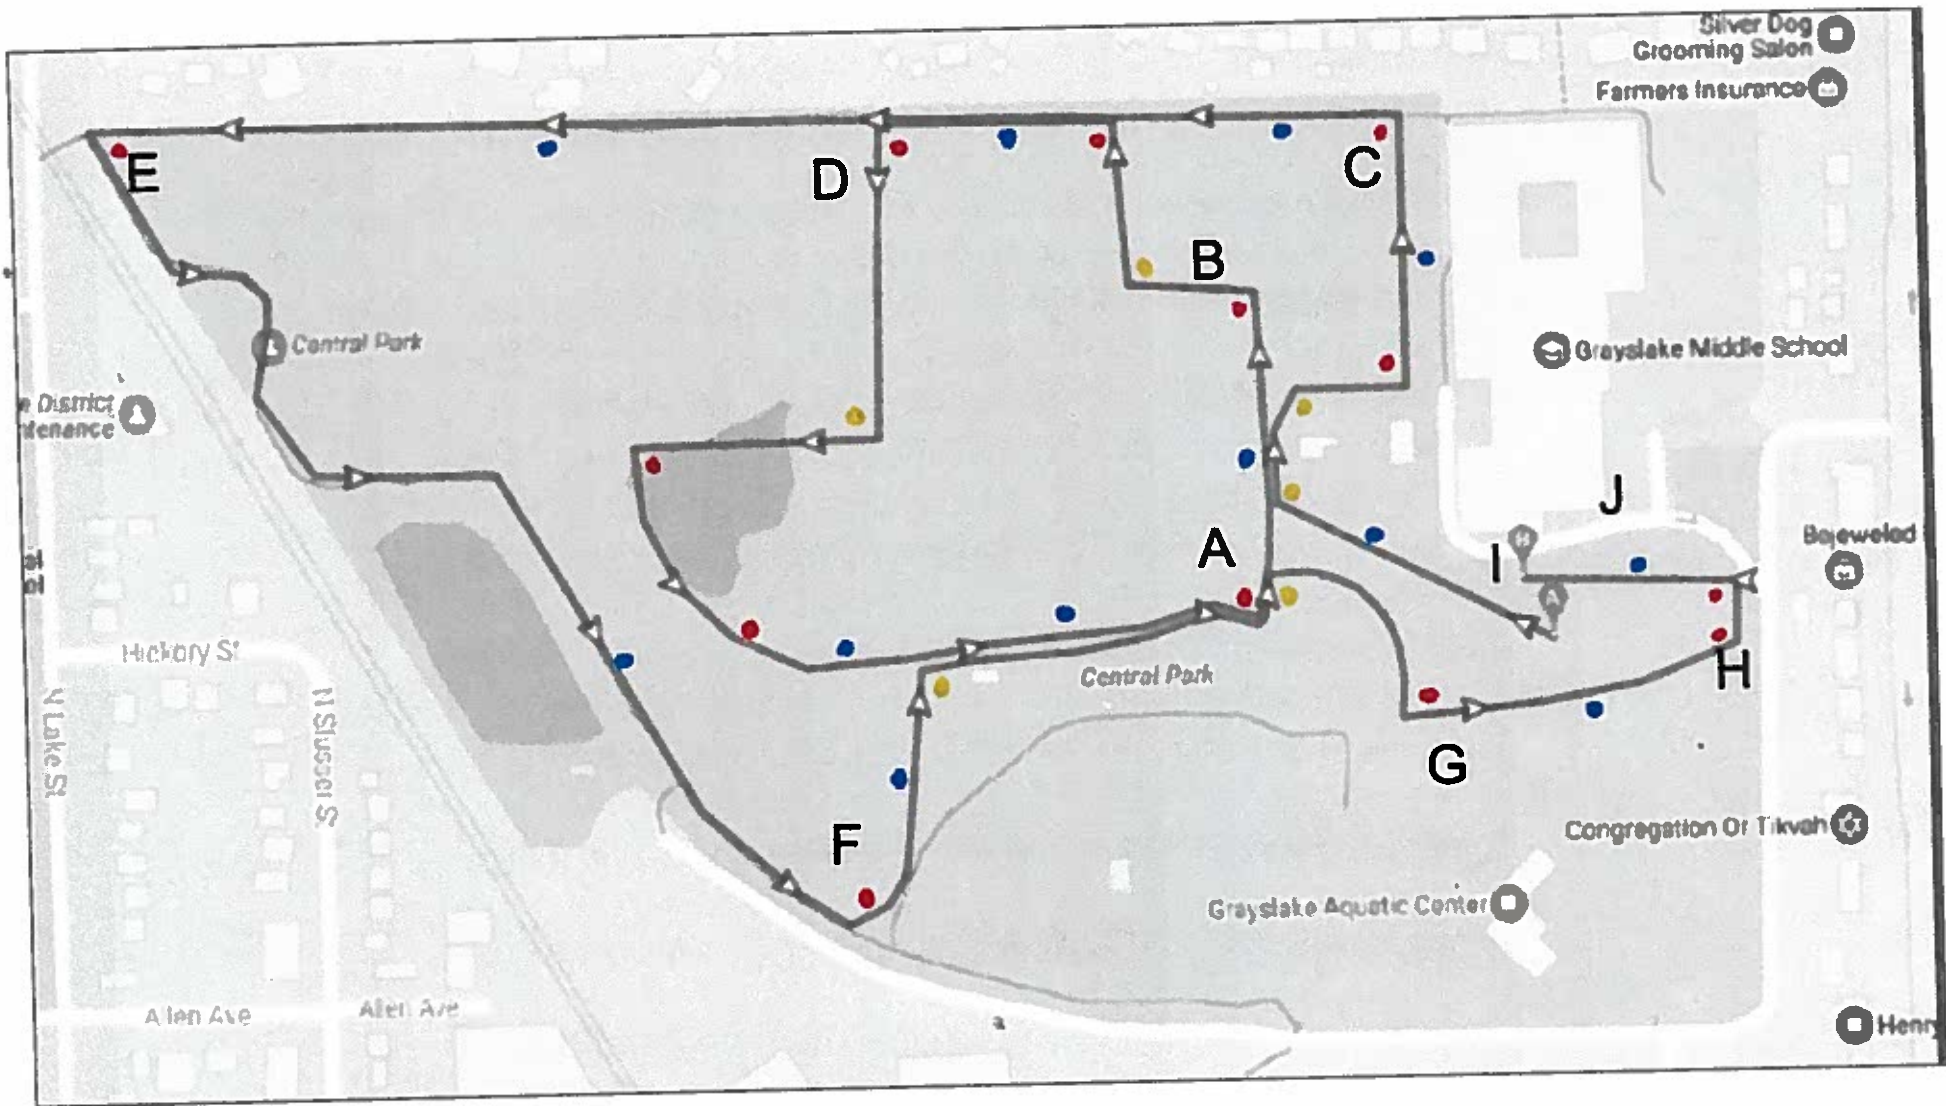 Silver Dog
Grooming Salon
Farmers Insurance
E
D
C
B
Central Park
Grayslake Middle School
e District
ntenance
J
A
I
Bejeweled
Hickory St
Central Park
H
N Lake St
N Slusser St
G
F
Congregation Or Tikvah
Grayslake Aquatic Center
Allen Ave
Allen Ave
a
Henry